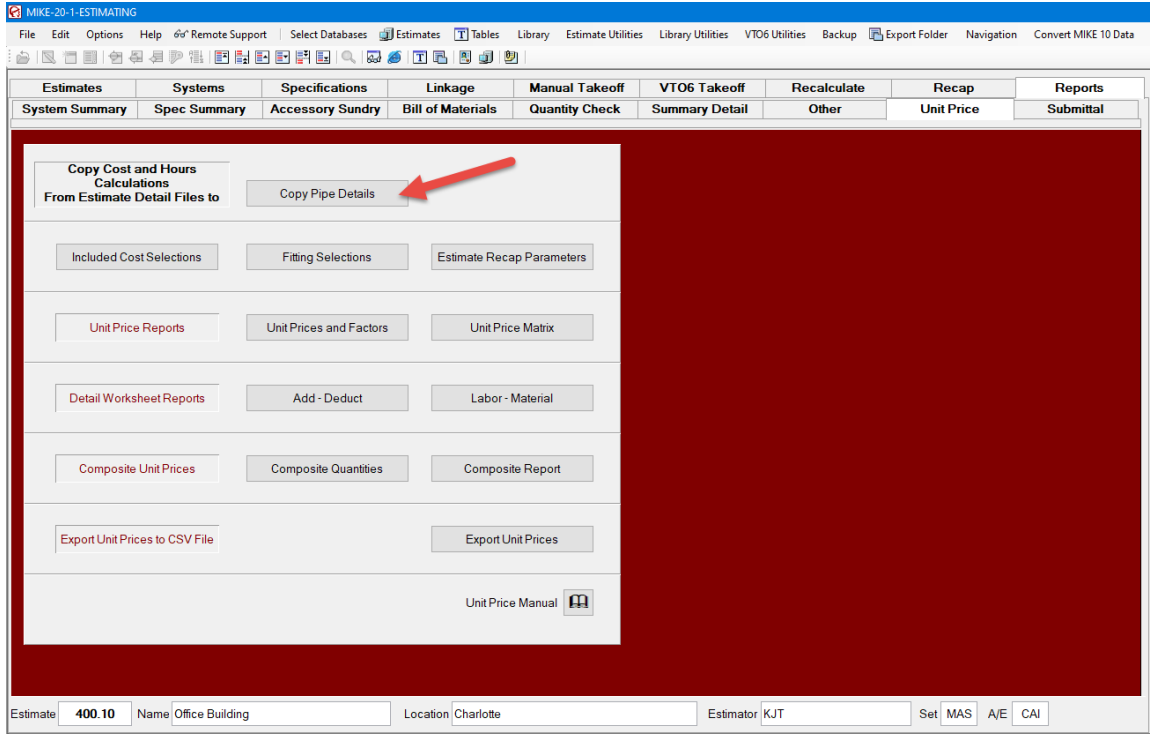 MIKE-20-1-ESTIMATING
File Edit Options Help Remote Support Select Databases Estimates Tables Library Estimate Utilities Library Utilities VTO6 Utilities Backup Export Folder Navigation Convert MIKE 10 Data
Estimates Systems Specifications Linkage Manual Takeoff VTO6 Takeoff Recalculate Recap Reports
System Summary Spec Summary Accessory Sundry Bill of Materials Quantity Check Summary Detail Other Unit Price Submittal
Copy Cost and Hours
Calculations
From Estimate Detail Files to
Copy Pipe Details
Included Cost Selections Fitting Selections Estimate Recap Parameters
Unit Price Reports Unit Prices and Factors Unit Price Matrix
Detail Worksheet Reports Add - Deduct Labor - Material
Composite Unit Prices Composite Quantities Composite Report
Export Unit Prices to CSV File Export Unit Prices
Unit Price Manual
Estimate 400.10 Name Office Building Location Charlotte Estimator KJT Set MAS A/E CAI